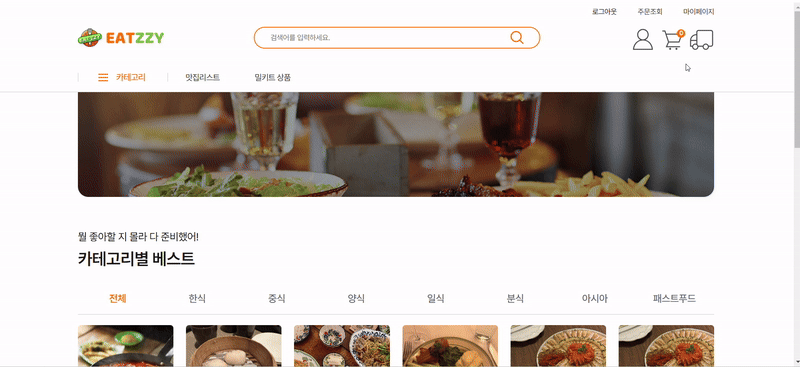 로그아웃 주문조회 마이페이지
EATZZY
검색어를 입력하세요.
0
카테고리 맛집리스트 밀키트 상품
뭘 좋아할 지 몰라 다 준비했어!
카테고리별 베스트
전체 한식 중식 양식 일식 분식 아시아 패스트푸드